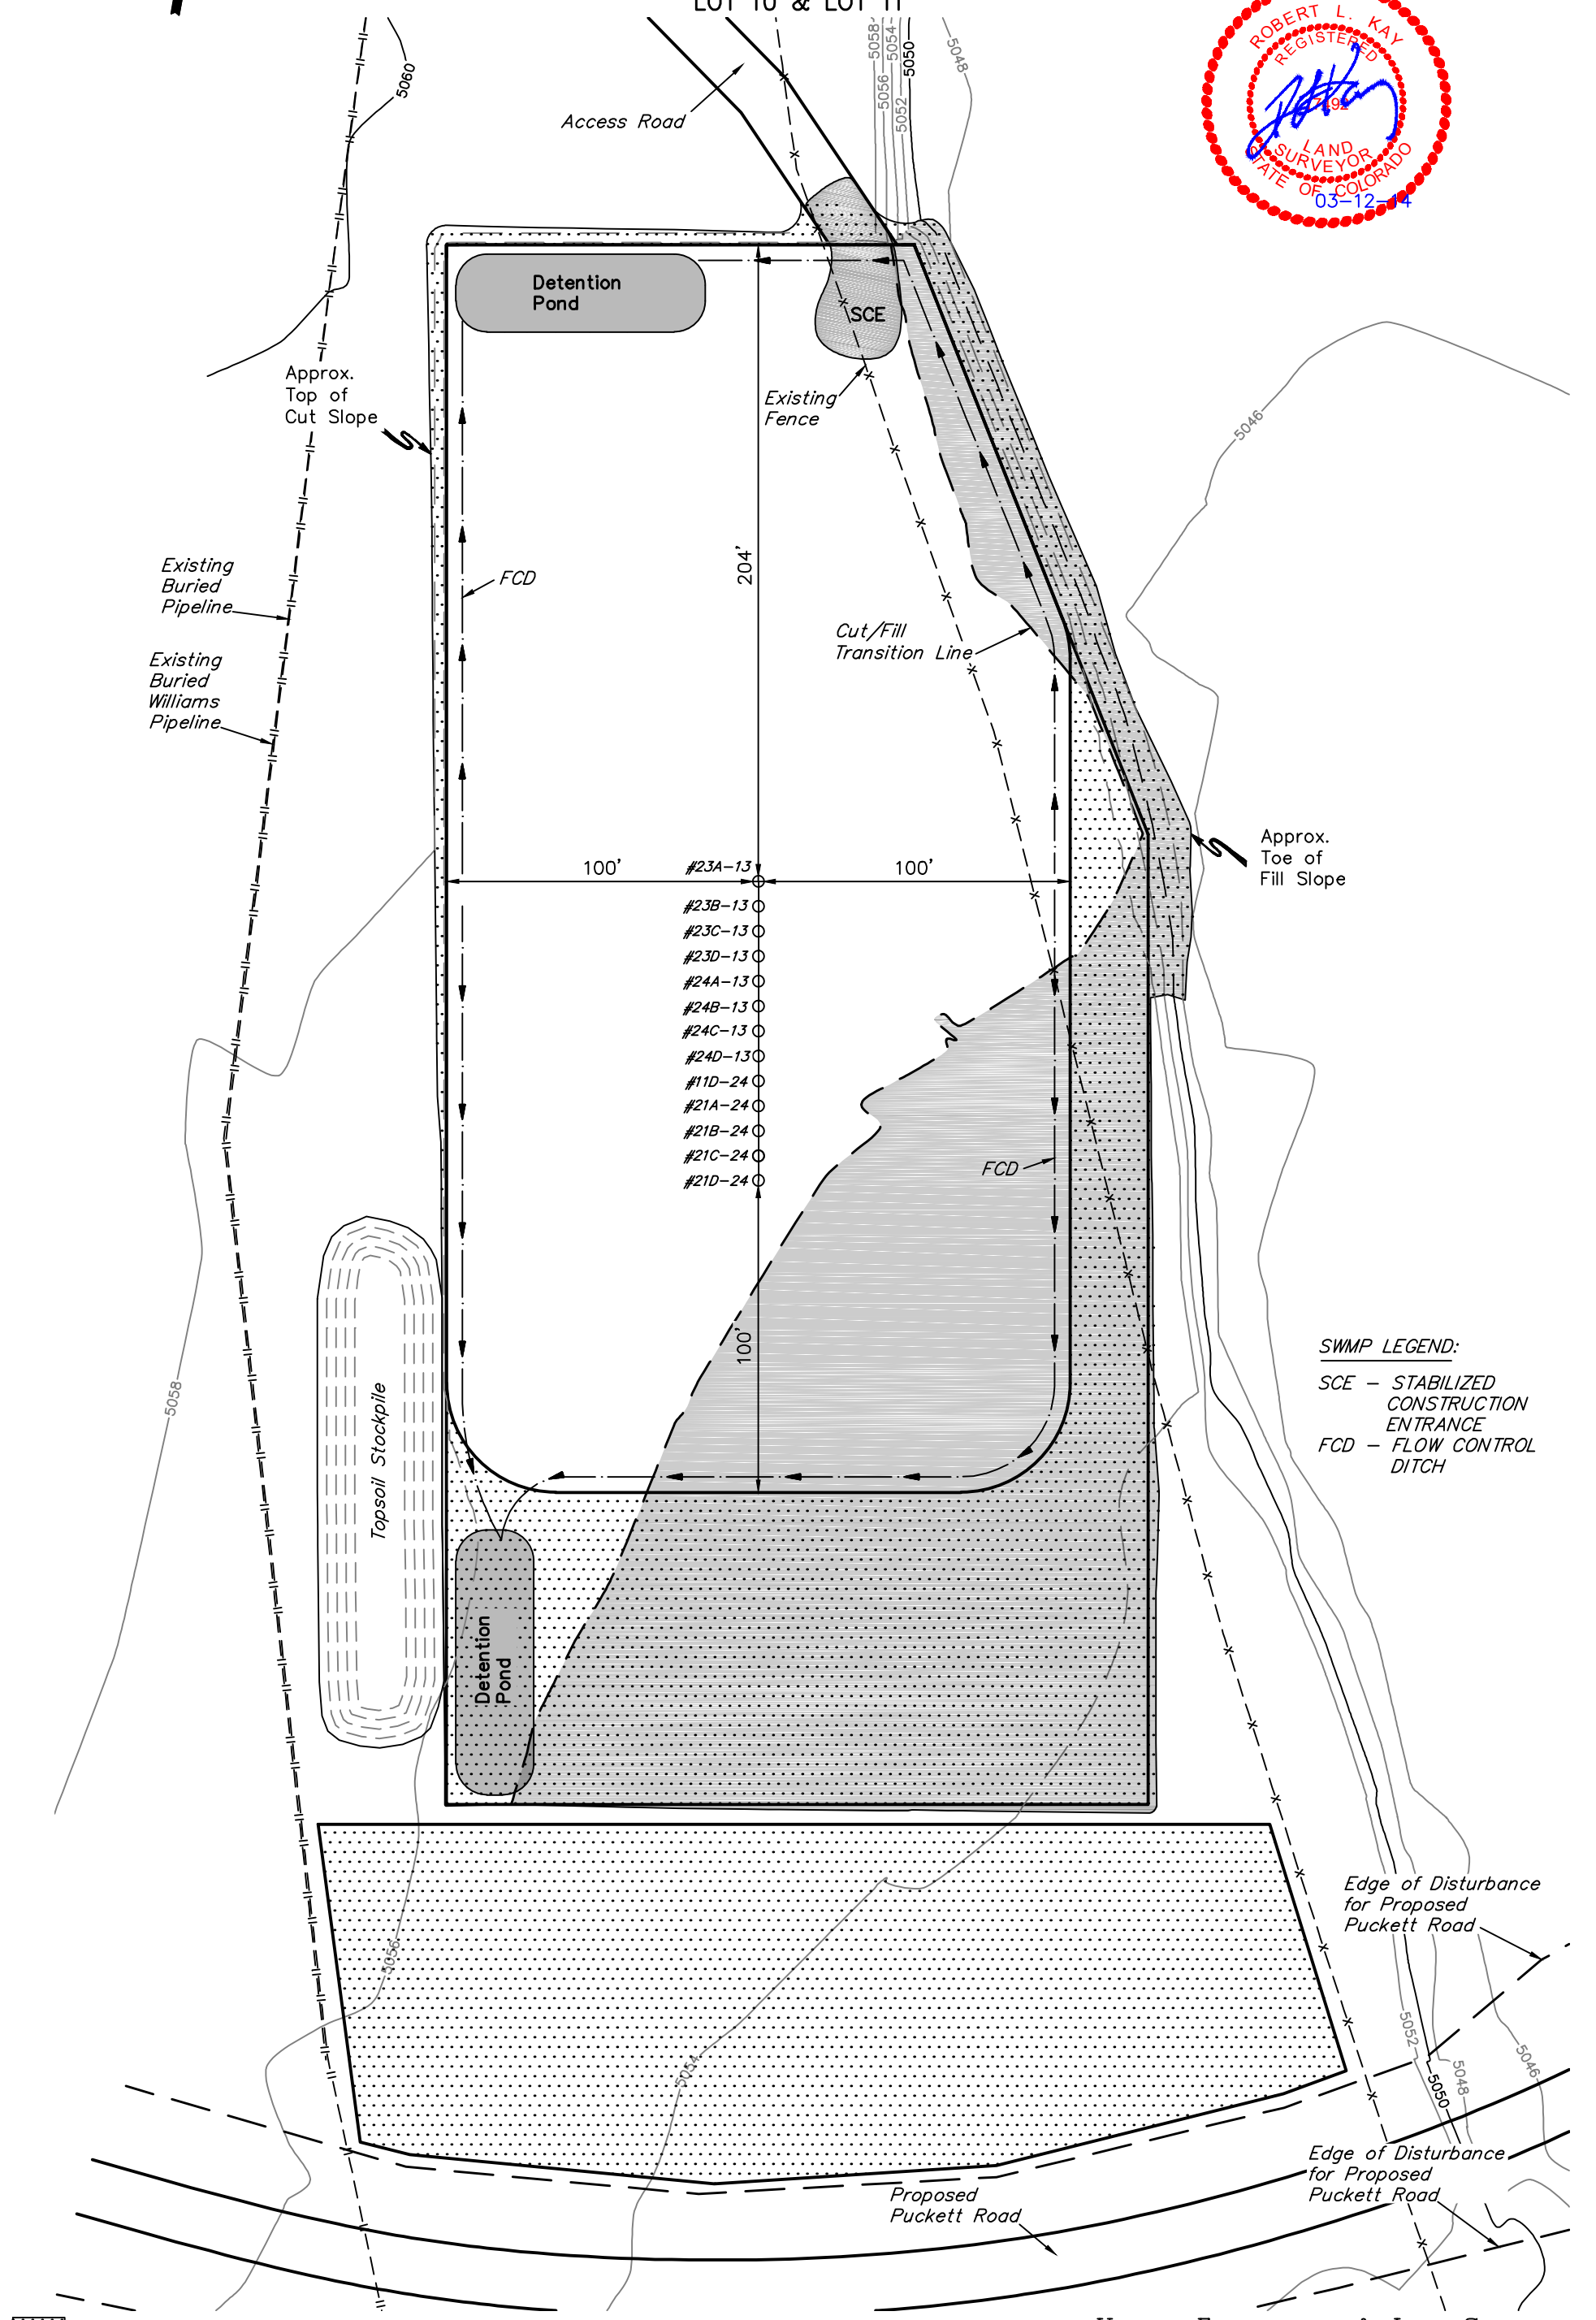 LOT 10 & LOT 11
ROBERT L. KAY
REGISTERED
LAND
SURVEYOR
STATE OF COLORADO
03-12-14
5060
5058
5056
5054
5052
5050
5048
Access Road
Detention
Pond
SCE
Approx.
Top of
Cut Slope
Existing
Fence
5046
204'
FCD
Existing
Buried
Pipeline
Cut/Fill
Transition Line
Existing
Buried
Williams
Pipeline
Approx.
Toe of
Fill Slope
100'
100'
#23A-13
#23B-13
#23C-13
#23D-13
#24A-13
#24B-13
#24C-13
#24D-13
#11D-24
#21A-24
#21B-24
#21C-24
#21D-24
FCD
100'
5058
Topsoil Stockpile
SWMP LEGEND:
SCE - STABILIZED
CONSTRUCTION
ENTRANCE
FCD - FLOW CONTROL
DITCH
Detention
Pond
Edge of Disturbance
for Proposed
Puckett Road
5056
5054
5052
5050
5048
5046
Edge of Disturbance
for Proposed
Puckett Road
Proposed
Puckett Road